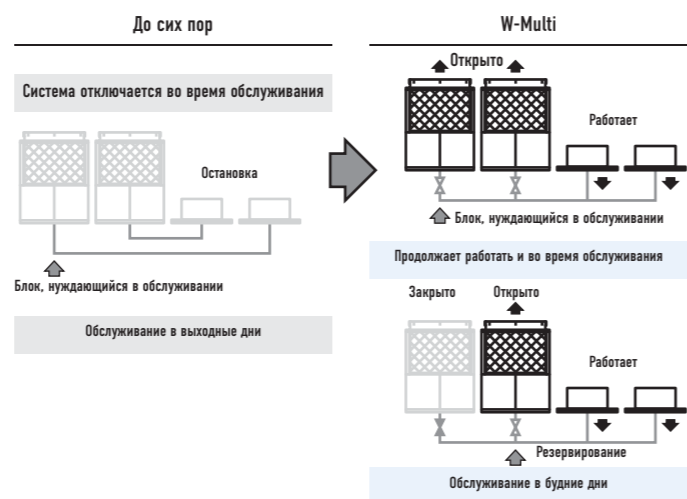 До сих пор
Система отключается во время обслуживания
Остановка
Блок, нуждающийся в обслуживании
Обслуживание в выходные дни
W-Multi
Открыто
Работает
Блок, нуждающийся в обслуживании
Продолжает работать и во время обслуживания
Закрыто
Открыто
Работает
Резервирование
Обслуживание в будние дни